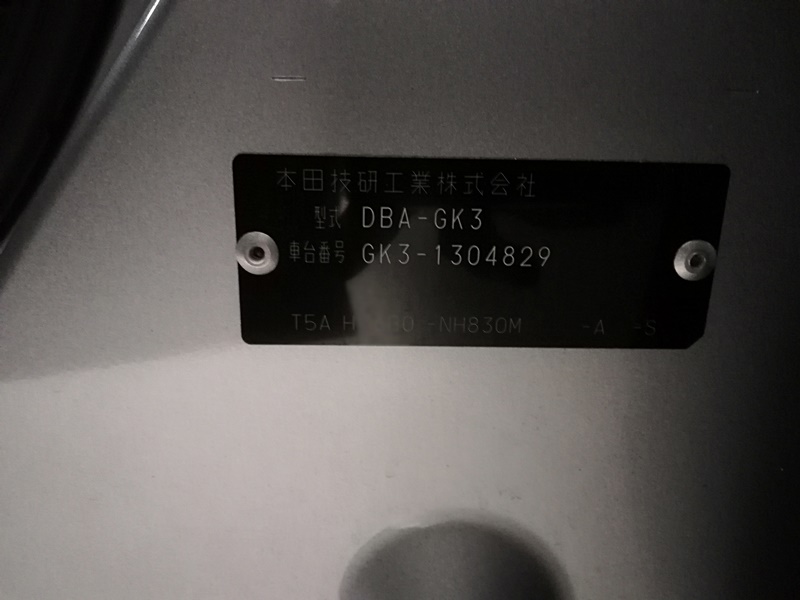 本田技研工業株式会社
型式 DBA-GK3
車台番号 GK3-1304829
T5A -NH830M -A -S